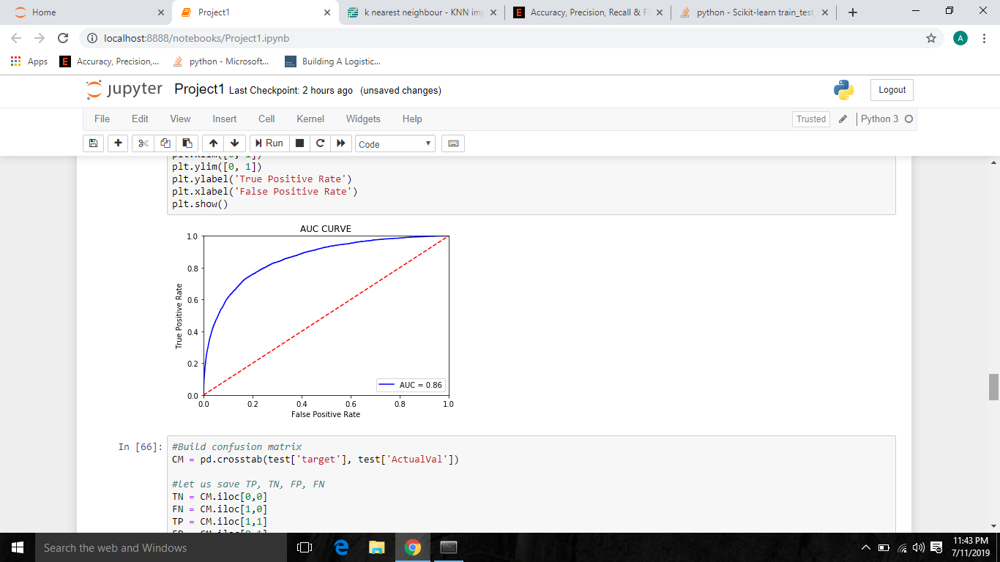 Home
Project1
k nearest neighbour - KNN im
Accuracy, Precision, Recall & F
python - Scikit-learn train_test
localhost:8888/notebooks/Project1.ipynb
A
Apps
Accuracy, Precision,...
python - Microsoft...
Building A Logistic...
jupyter Project1 Last Checkpoint: 2 hours ago (unsaved changes)
Logout
File Edit View Insert Cell Kernel Widgets Help
Trusted
Python 3
Run
Code
plt.xlim([0, 1])
plt.ylim([0, 1])
plt.ylabel('True Positive Rate')
plt.xlabel('False Positive Rate')
plt.show()
AUC CURVE
1.0
0.8
0.6
0.4
0.2
0.0
True Positive Rate
AUC = 0.86
0.0 0.2 0.4 0.6 0.8 1.0
False Positive Rate
In [66]:
#Build confusion matrix
CM = pd.crosstab(test['target'], test['ActualVal'])
#let us save TP, TN, FP, FN
TN = CM.iloc[0,0]
FN = CM.iloc[1,0]
TP = CM.iloc[1,1]
FP = CM.iloc[0,1]
Search the web and Windows
11:43 PM
7/11/2019